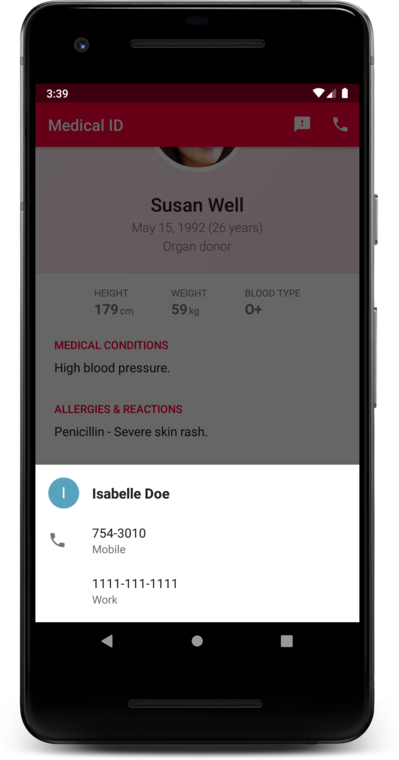 3:39
Medical ID
Susan Well
May 15, 1992 (26 years)
Organ donor
HEIGHT WEIGHT BLOOD TYPE
179 cm 59 kg O+
MEDICAL CONDITIONS
High blood pressure.
ALLERGIES & REACTIONS
Penicillin - Severe skin rash.
I Isabelle Doe
754-3010
Mobile
1111-111-1111
Work